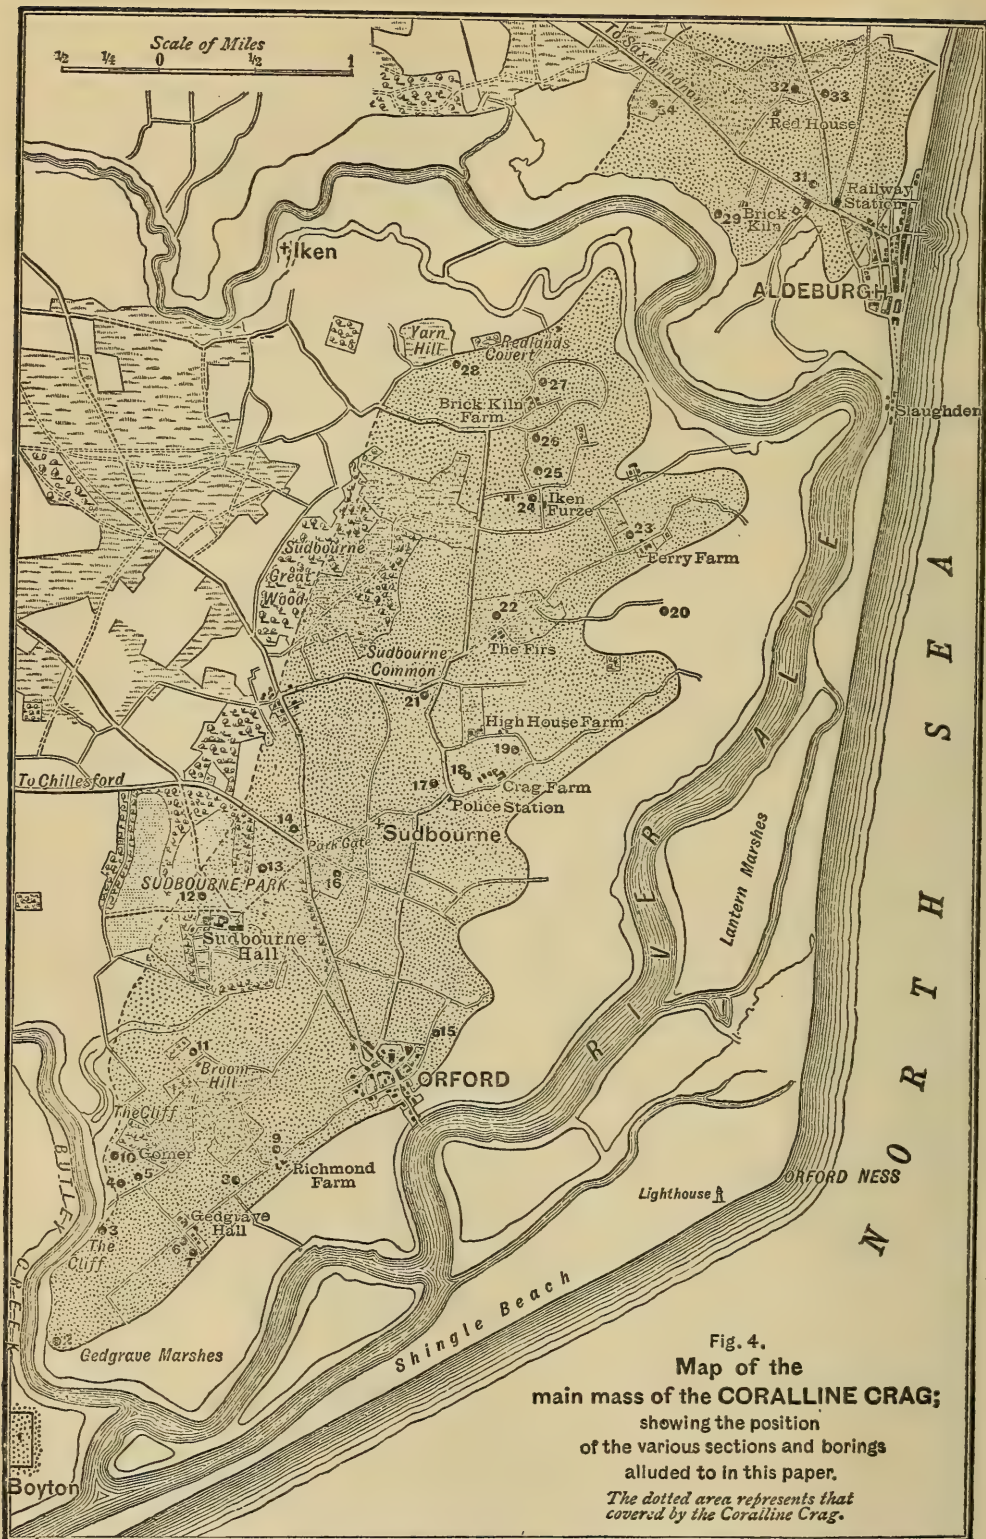 Scale of Miles
1/2 1/4 0 1/2 1
To Saxmundham
32
33
34
Red House
31
Railway
Station
29
Brick
Kiln
Iken
ALDEBURGH
Yarn
Hill
Redlands
Covert
28
27
Slaughden
Brick Kiln
Farm
26
25
24
Iken
Furze
23
Ferry Farm
Sudbourne
Great
Wood
22
20
The Firs
Sudbourne
Common
21
High House Farm
19
18
17
Crag Farm
Police Station
To Chillesford
14
Park Gate
Sudbourne
13
16
SUDBOURNE PARK
12
Sudbourne
Hall
Lantern Marshes
RIVER ALDE
NORTH SEA
15
11
Broom
Hill
ORFORD
The Cliff
BUTLEY CREEK
9
10
Gomer
5
4
Richmond
Farm
8
ORFORD NESS
Lighthouse
3
Gedgrave
Hall
The
Cliff
6
7
2
Gedgrave Marshes
Shingle Beach
Boyton
Fig. 4.
Map of the
main mass of the CORALLINE CRAG;
showing the position
of the various sections and borings
alluded to in this paper.
The dotted area represents that
covered by the Coralline Crag.